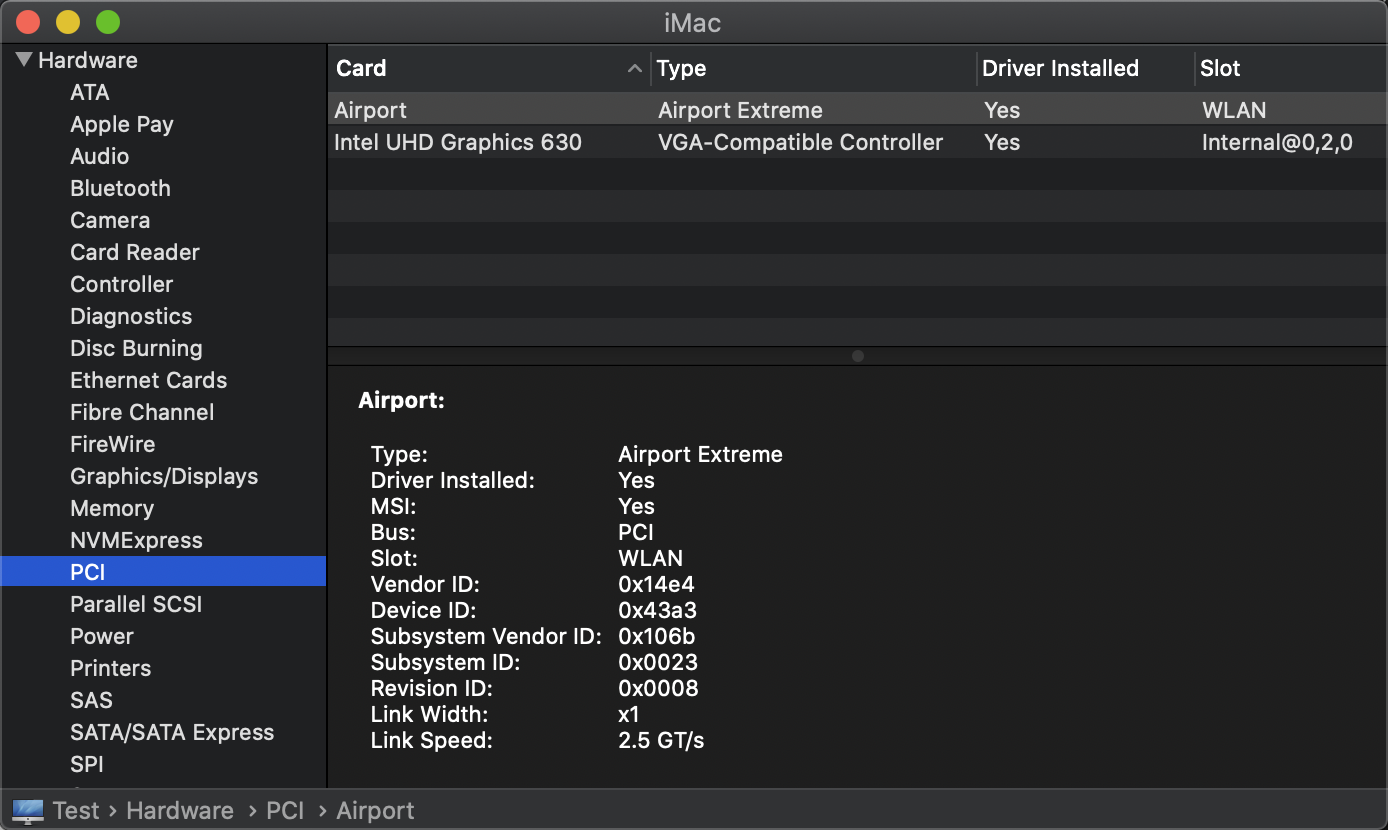 iMac
Hardware
ATA
Apple Pay
Audio
Bluetooth
Camera
Card Reader
Controller
Diagnostics
Disc Burning
Ethernet Cards
Fibre Channel
FireWire
Graphics/Displays
Memory
NVMExpress
PCI
Parallel SCSI
Power
Printers
SAS
SATA/SATA Express
SPI
Card Type Driver Installed Slot
Airport Airport Extreme Yes WLAN
Intel UHD Graphics 630 VGA-Compatible Controller Yes Internal@0,2,0
Airport:
Type: Airport Extreme
Driver Installed: Yes
MSI: Yes
Bus: PCI
Slot: WLAN
Vendor ID: 0x14e4
Device ID: 0x43a3
Subsystem Vendor ID: 0x106b
Subsystem ID: 0x0023
Revision ID: 0x0008
Link Width: x1
Link Speed: 2.5 GT/s
Test › Hardware › PCI › Airport